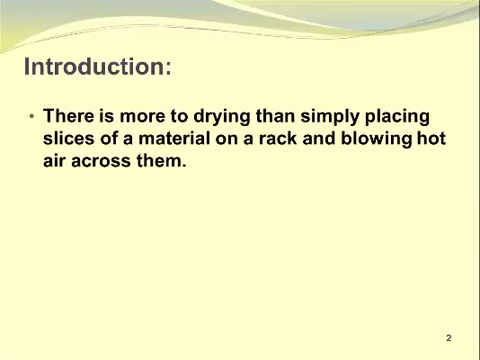 Introduction:
• There is more to drying than simply placing
slices of a material on a rack and blowing hot
air across them.
2